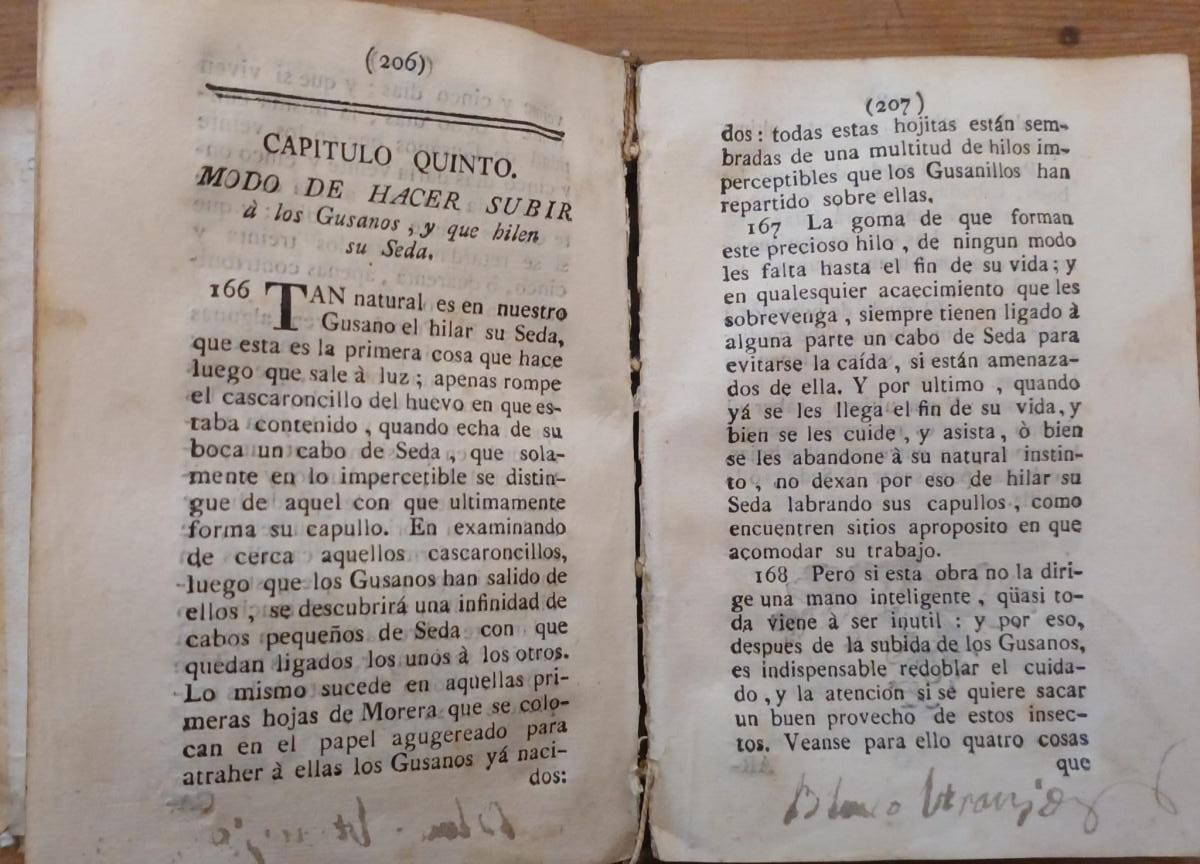 (206)
CAPITULO QUINTO.
MODO DE HACER SUBIR
à los Gusanos, y que hilen
su Seda.
166 TAN natural es en nuestro
Gusano el hilar su Seda,
que esta es la primera cosa que hace
luego que sale à luz; apenas rompe
el cascaroncillo del huevo en que es-
taba contenido, quando echa de su
boca un cabo de Seda, que sola-
mente en lo impercetible se distin-
gue de aquel con que ultimamente
forma su capullo. En examinando
de cerca aquellos cascaroncillos,
luego que los Gusanos han salido de
ellos, se descubrirá una infinidad de
cabos pequeños de Seda con que
quedan ligados los unos à los otros.
Lo mismo sucede en aquellas pri-
meras hojas de Morera que se colo-
can en el papel agugereado para
atraher à ellas los Gusanos yá naci-
dos:
(207)
dos: todas estas hojitas están sem-
bradas de una multitud de hilos im-
perceptibles que los Gusanillos han
repartido sobre ellas.
167 La goma de que forman
este precioso hilo, de ningun modo
les falta hasta el fin de su vida; y
en qualesquier acaecimiento que les
sobrevenga, siempre tienen ligado à
alguna parte un cabo de Seda para
evitarse la caída, si están amenaza-
dos de ella. Y por ultimo, quando
yá se les llega el fin de su vida, y
bien se les cuide, y asista, ò bien
se les abandone à su natural instin-
to, no dexan por eso de hilar su
Seda labrando sus capullos, como
encuentren sitios aproposito en que
acomodar su trabajo.
168 Pero si esta obra no la diri-
ge una mano inteligente, qüasi to-
da viene à ser inutil: y por eso,
despues de la subida de los Gusanos,
es indispensable redoblar el cuida-
do, y la atencion si se quiere sacar
un buen provecho de estos insec-
tos. Veanse para ello quatro cosas
que